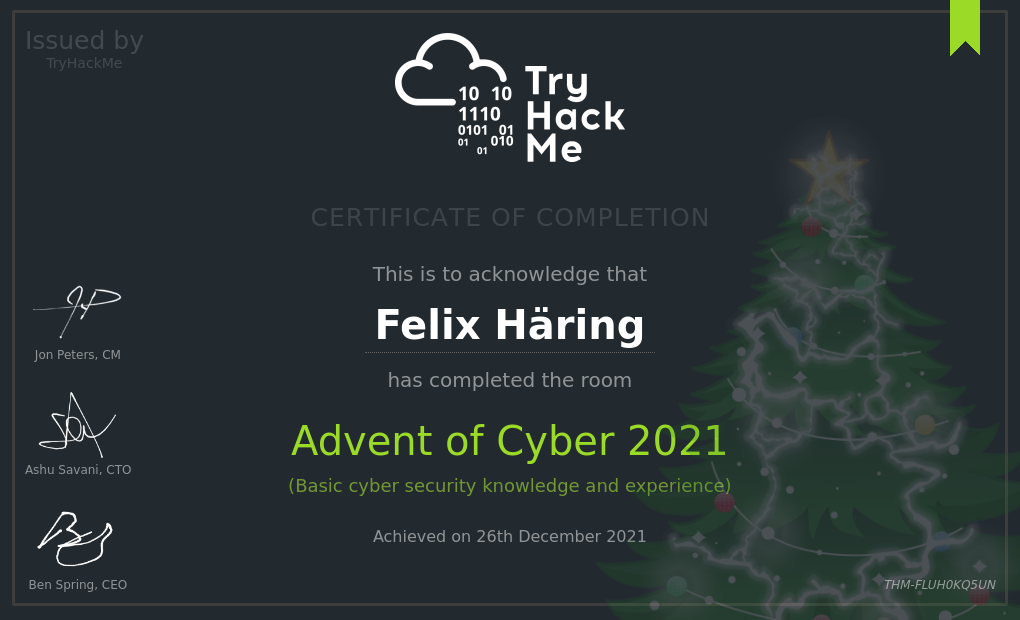 Issued by
TryHackMe
10 10
1110
0101 01
01 010
01
Try
Hack
Me
CERTIFICATE OF COMPLETION
This is to acknowledge that
Felix Häring
has completed the room
Advent of Cyber 2021
(Basic cyber security knowledge and experience)
Achieved on 26th December 2021
Jon Peters, CM
Ashu Savani, CTO
Ben Spring, CEO
THM-FLUH0KQ5UN